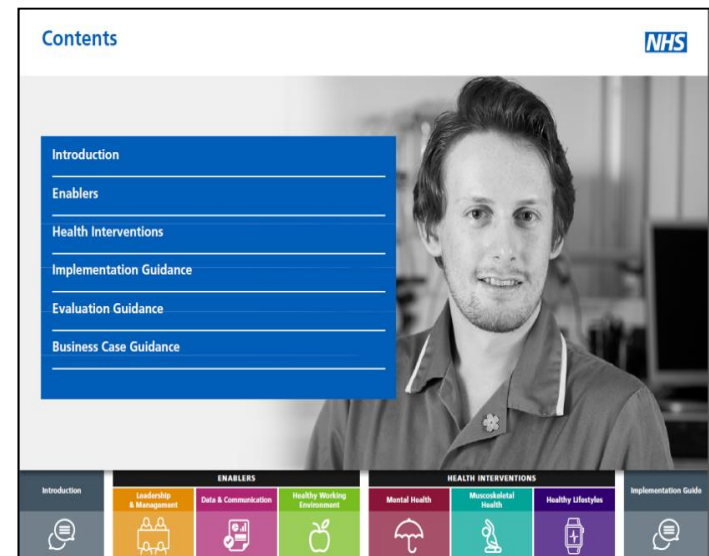 Contents
NHS
Introduction
Enablers
Health Interventions
Implementation Guidance
Evaluation Guidance
Business Case Guidance
Introduction
ENABLERS
Leadership
& Management
Data & Communication
Healthy Working
Environment
HEALTH INTERVENTIONS
Mental Health
Muscoskeletal
Health
Healthy Lifestyles
Implementation Guide